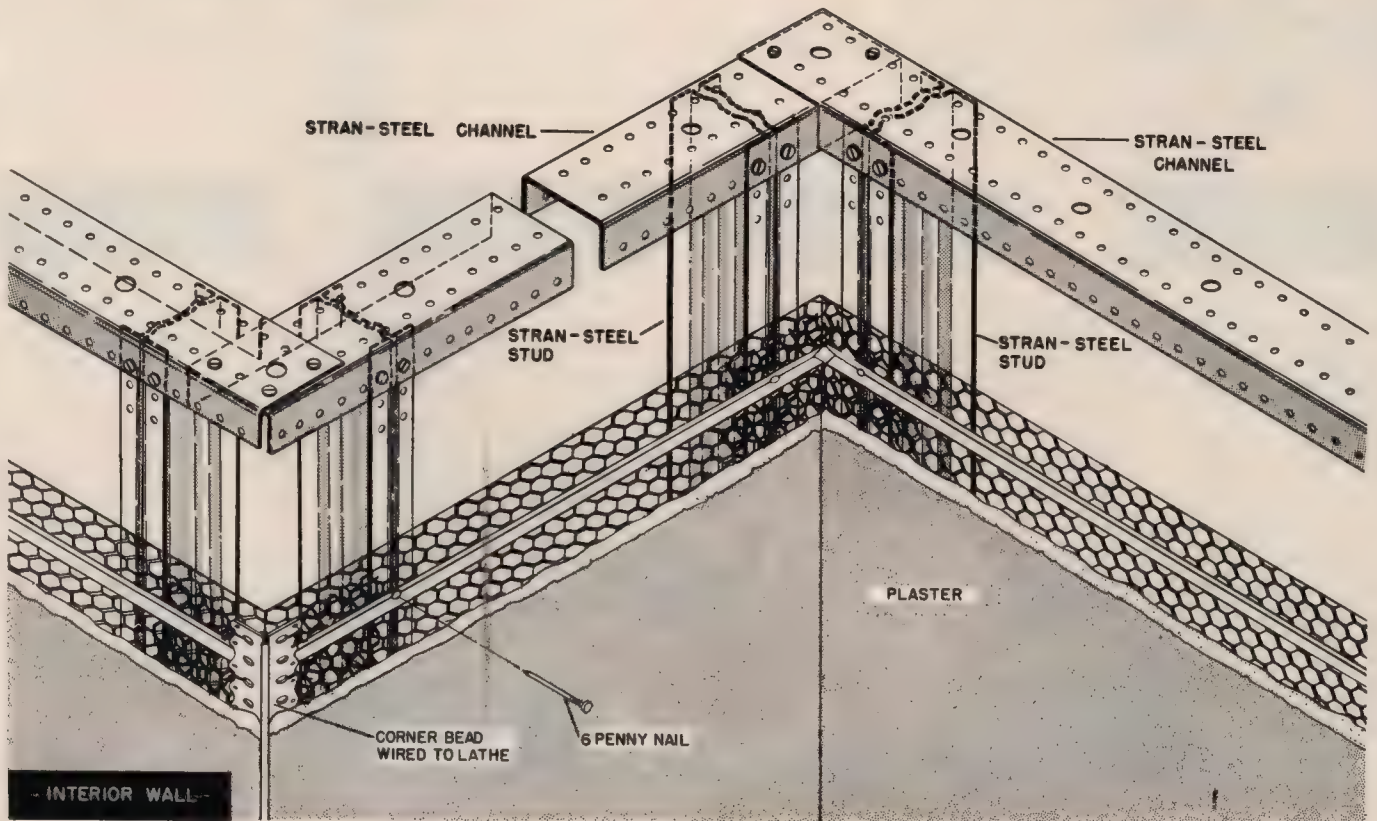 STRAN-STEEL CHANNEL
STRAN-STEEL
CHANNEL
STRAN-STEEL
STUD
STRAN-STEEL
STUD
PLASTER
CORNER BEAD
WIRED TO LATHE
6 PENNY NAIL
INTERIOR WALL